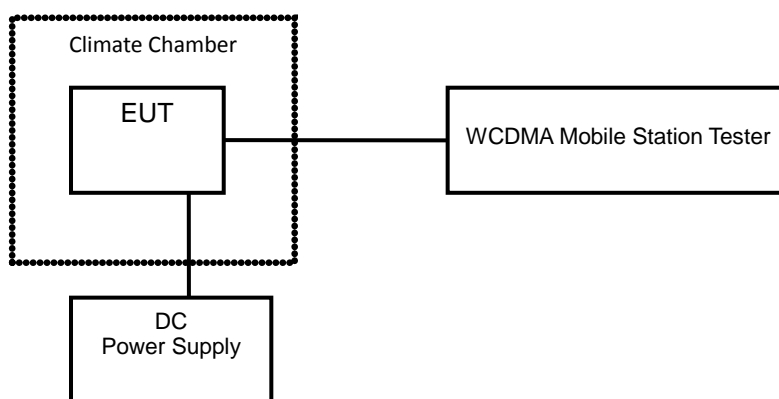 Climate Chamber
EUT
WCDMA Mobile Station Tester
DC
Power Supply